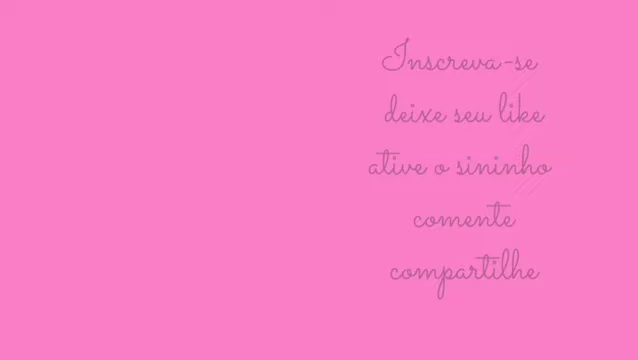 Inscreva-se
deixe seu like
ative o sininho
comente
compartilhe